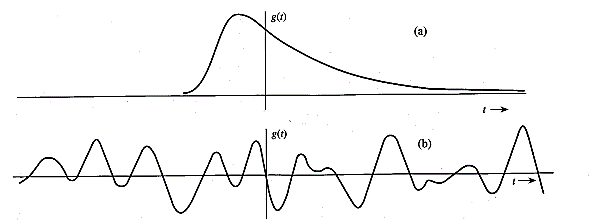 g(t)
(a)
t →
g(t)
(b)
t →